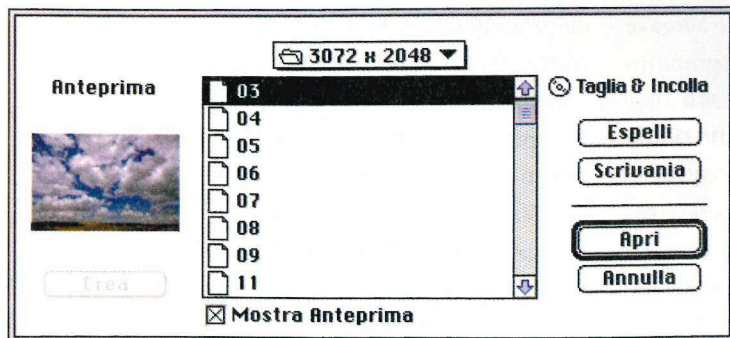 3072 x 2048
Anteprima
03
04
05
06
07
08
09
11
Crea
Mostra Anteprima
Taglia & Incolla
Espelli
Scrivania
Apri
Annulla